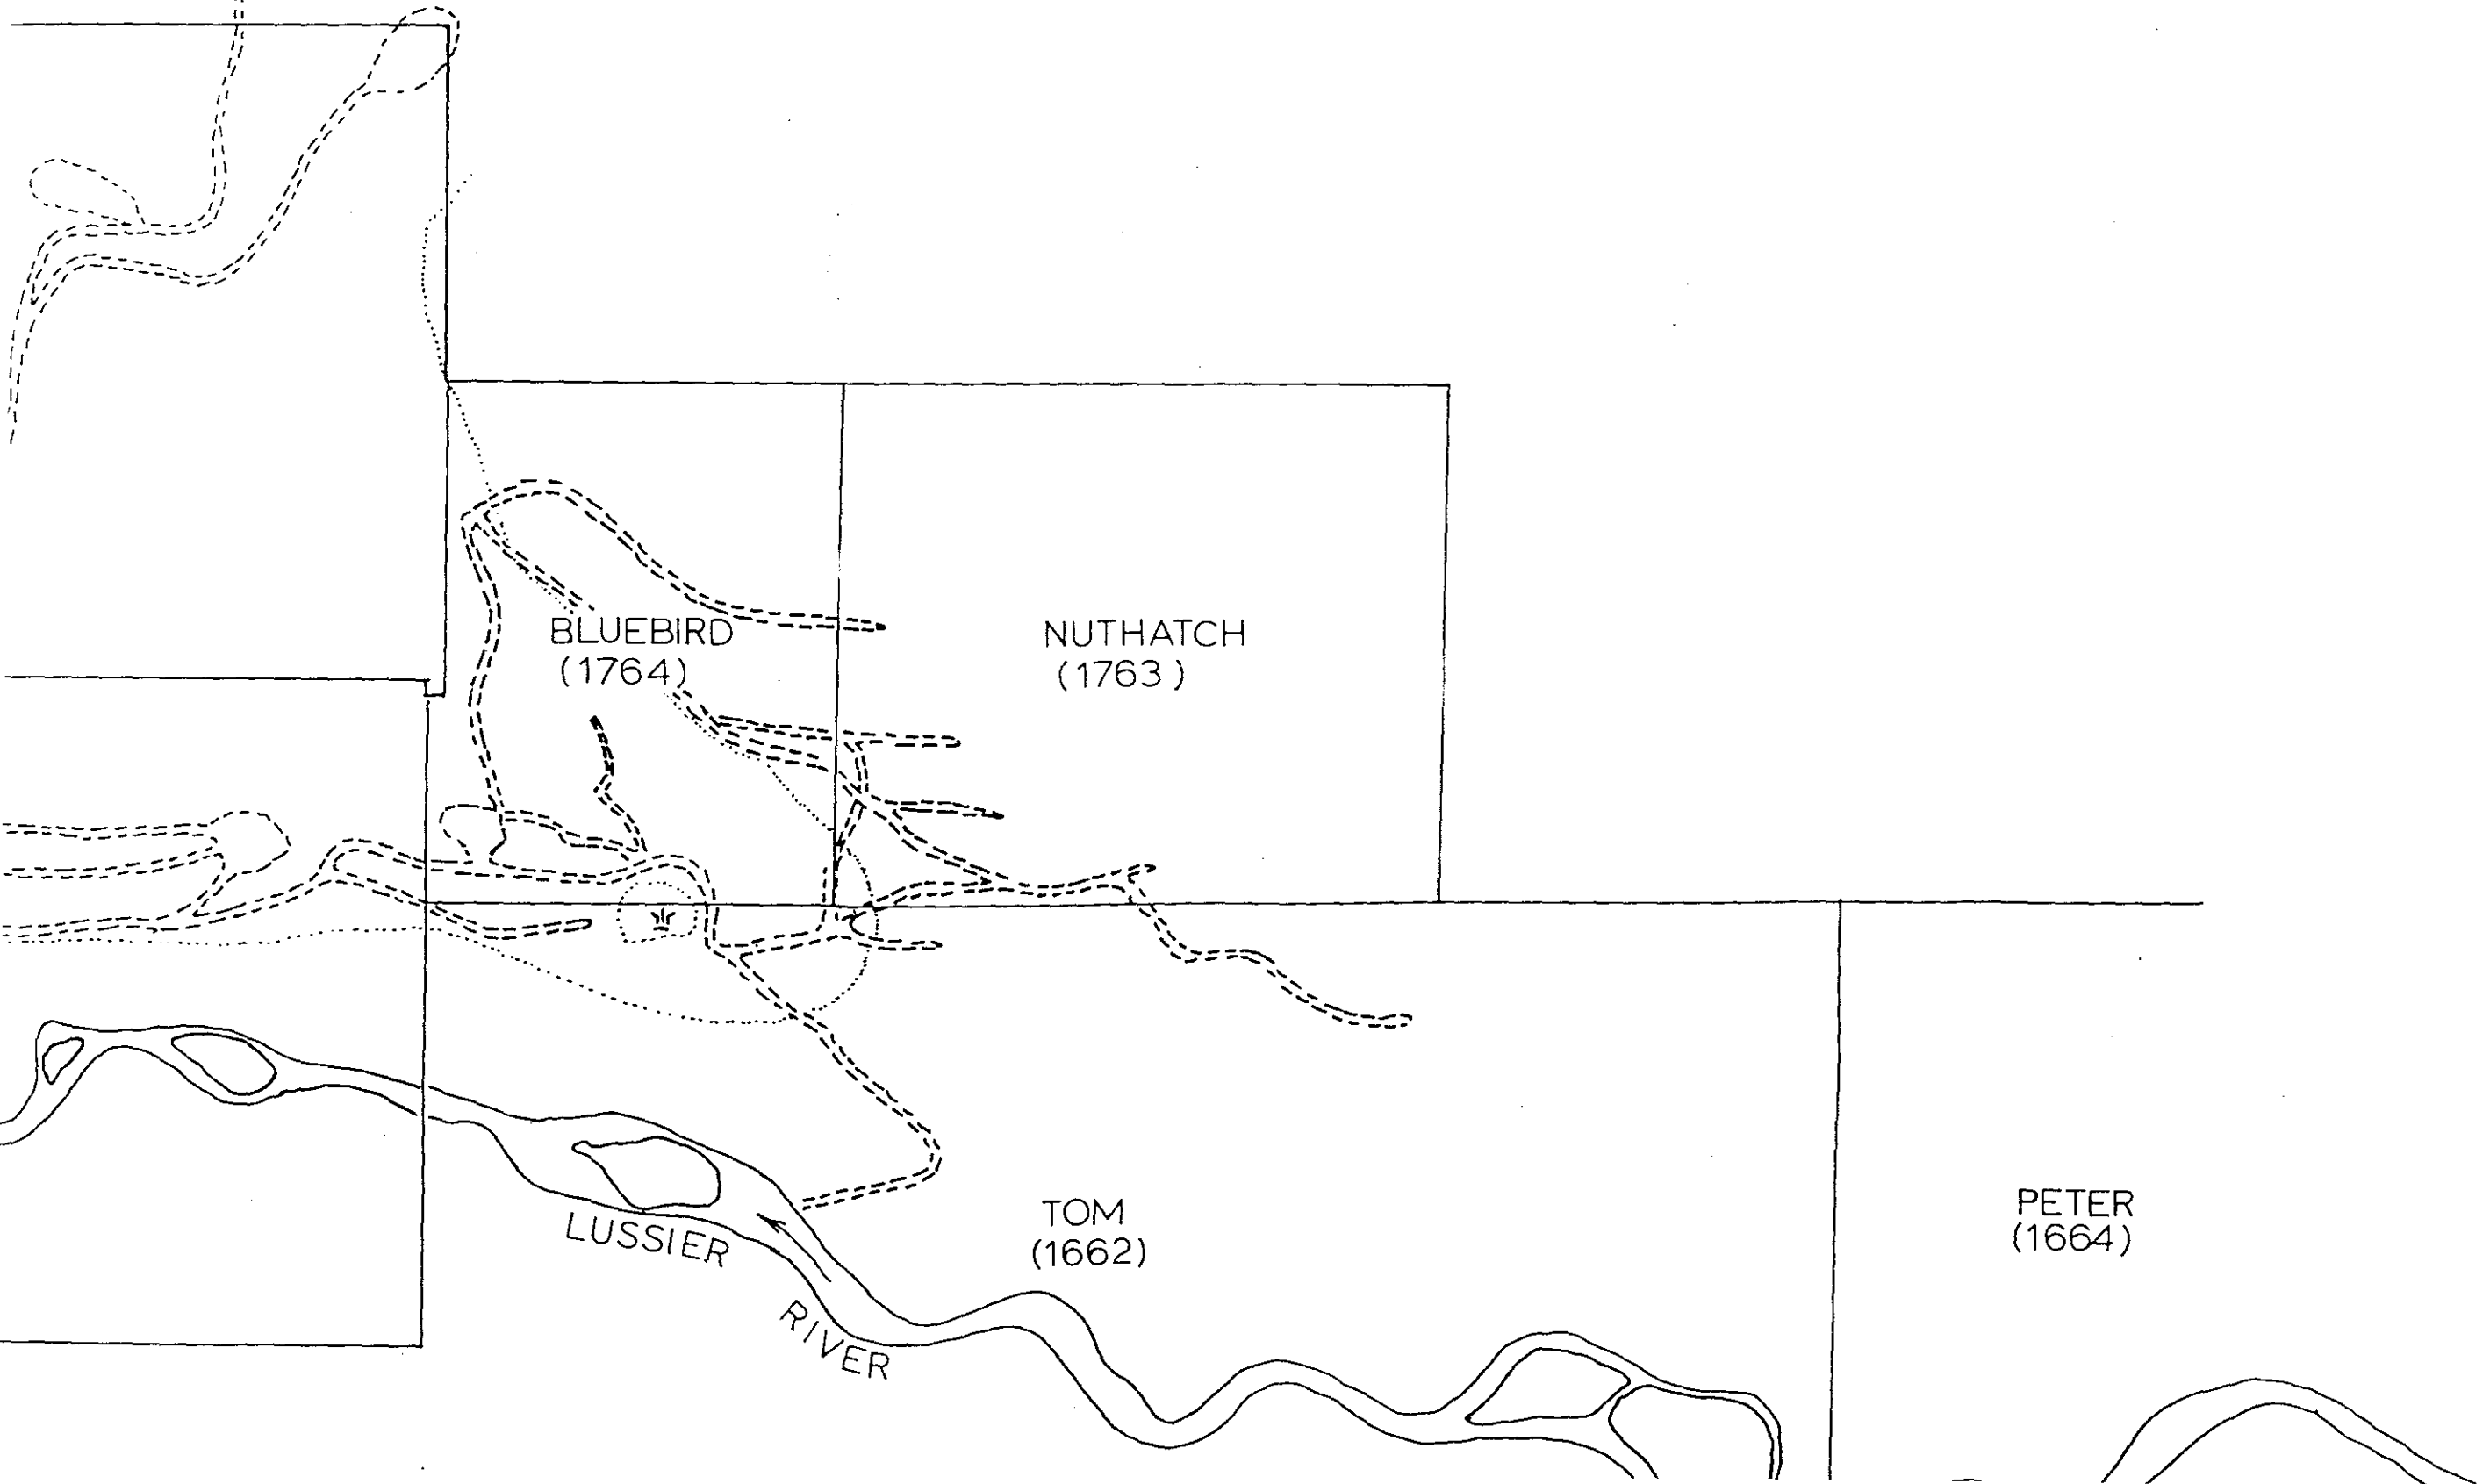 BLUEBIRD
(1764)
NUTHATCH
(1763)
TOM
(1662)
PETER
(1664)
LUSSIER
RIVER